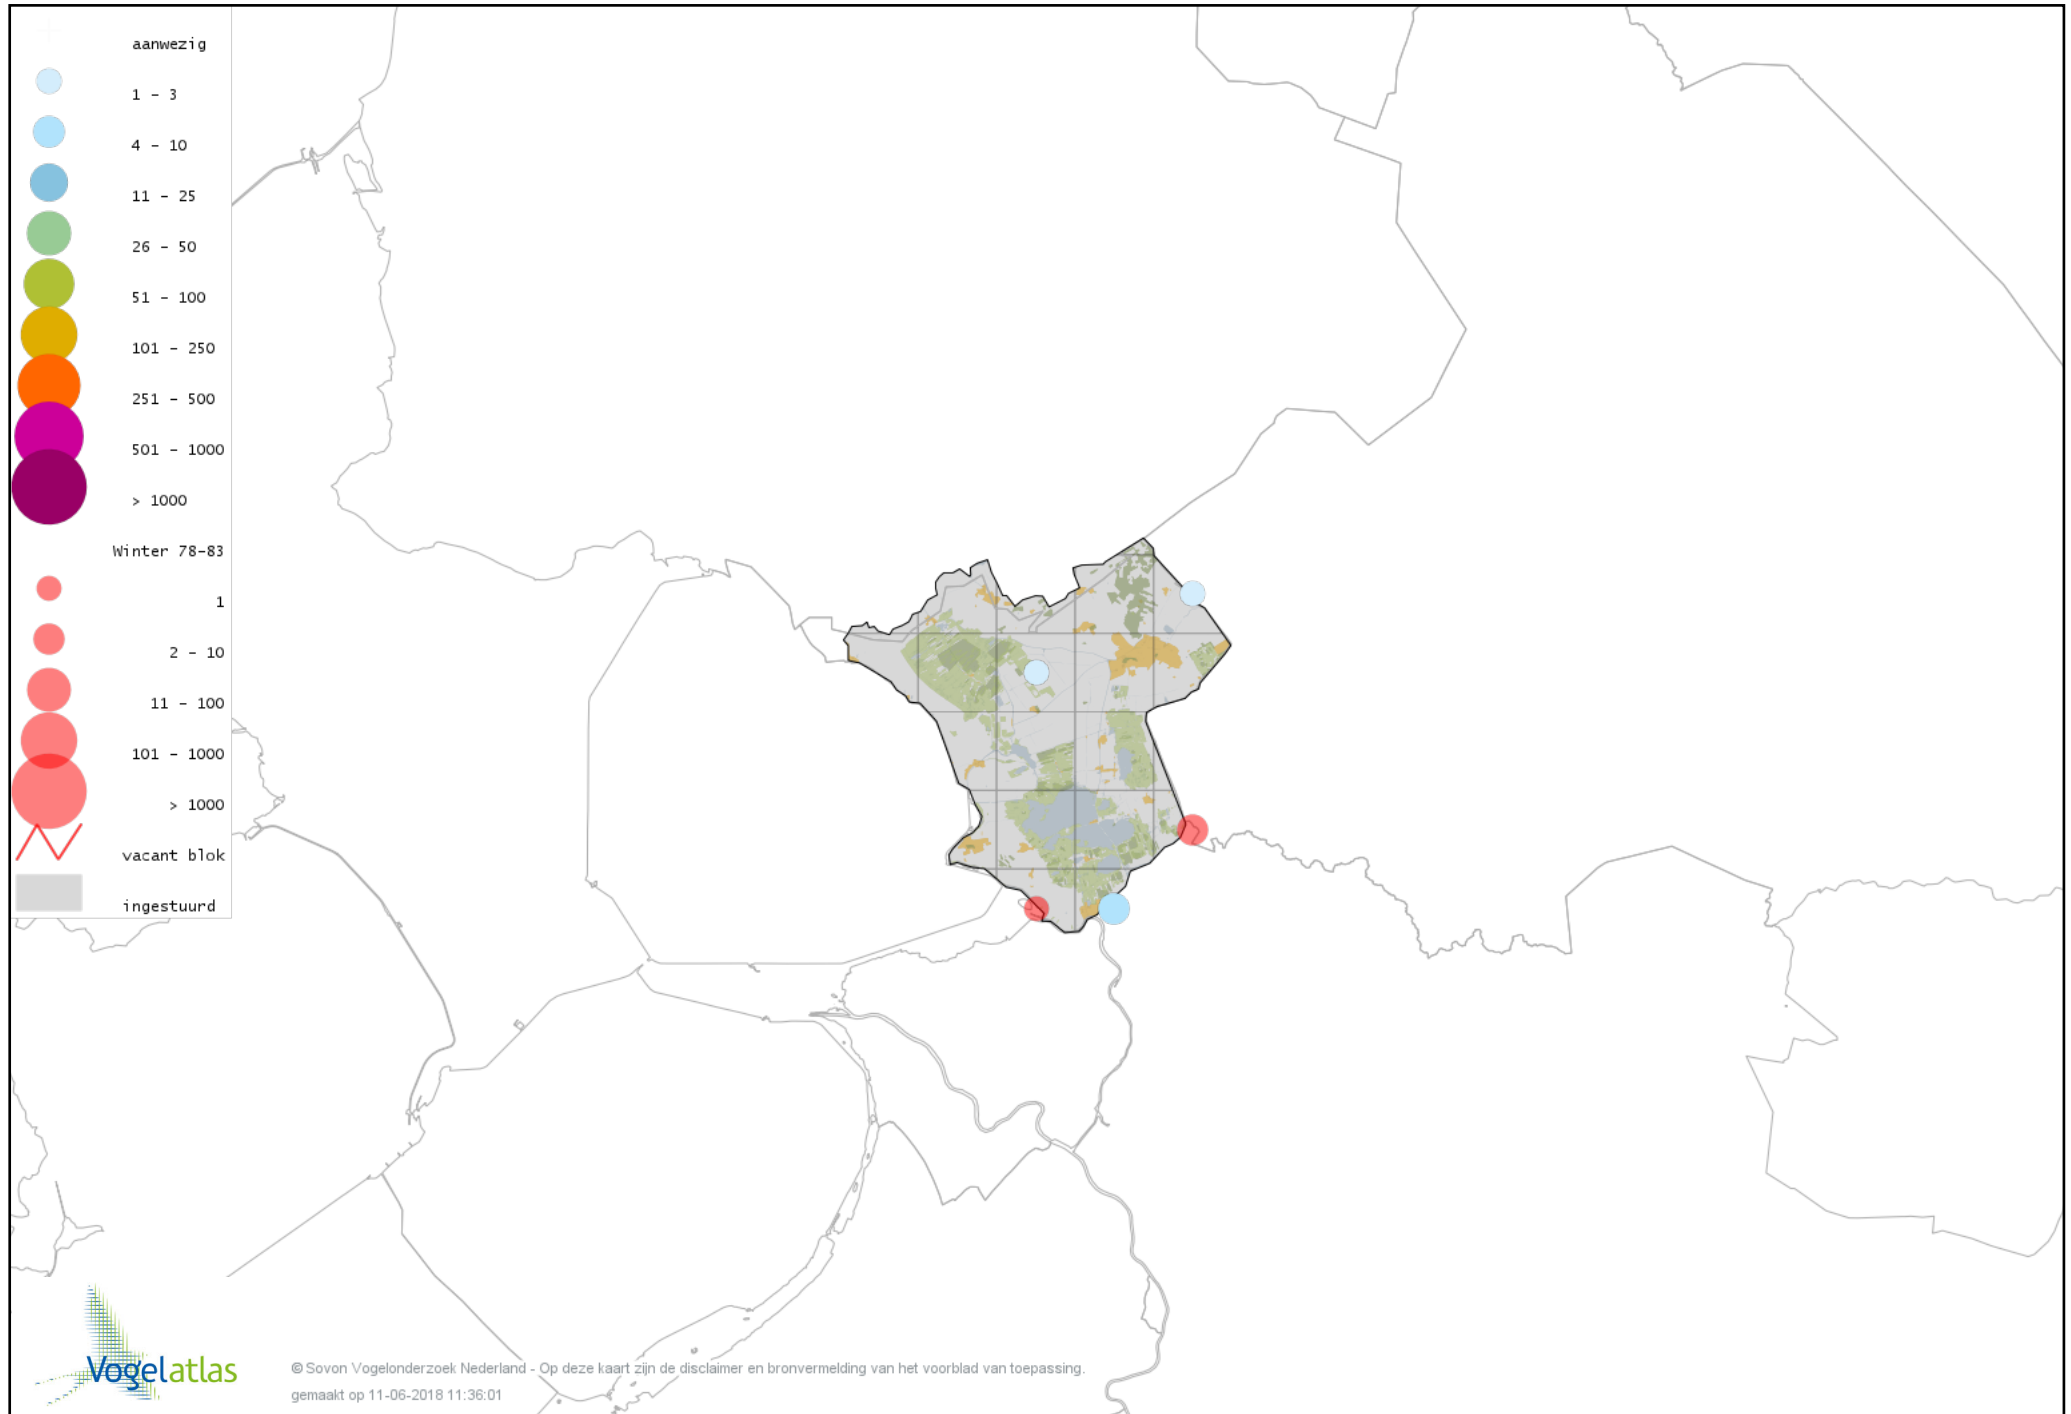 aanwezig
1 - 3
4 - 10
11 - 25
26 - 50
51 - 100
101 - 250
251 - 500
501 - 1000
> 1000
Winter 78-83
1
2 - 10
11 - 100
101 - 1000
> 1000
vacant blok
ingestuurd
Vogelatlas
© Sovon Vogelonderzoek Nederland - Op deze kaart zijn de disclaimer en bronvermelding van het voorblad van toepassing.
gemaakt op 11-06-2018 11:36:01